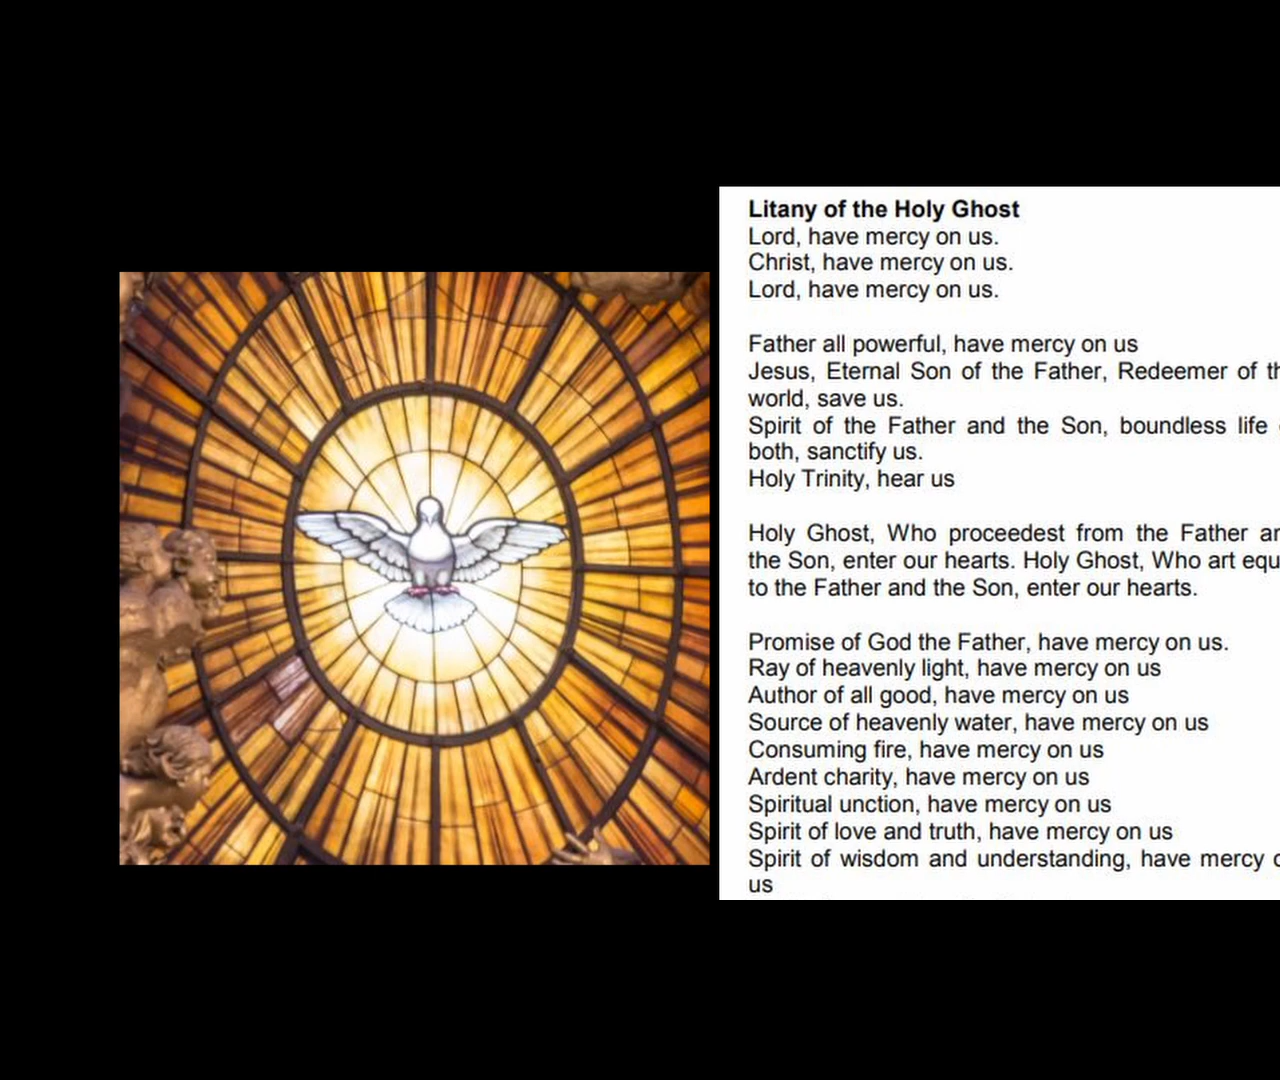 Litany of the Holy Ghost
Lord, have mercy on us.
Christ, have mercy on us.
Lord, have mercy on us.
Father all powerful, have mercy on us
Jesus, Eternal Son of the Father, Redeemer of th
world, save us.
Spirit of the Father and the Son, boundless life
both, sanctify us.
Holy Trinity, hear us
Holy Ghost, Who proceedest from the Father an
the Son, enter our hearts. Holy Ghost, Who art equ
to the Father and the Son, enter our hearts.
Promise of God the Father, have mercy on us.
Ray of heavenly light, have mercy on us
Author of all good, have mercy on us
Source of heavenly water, have mercy on us
Consuming fire, have mercy on us
Ardent charity, have mercy on us
Spiritual unction, have mercy on us
Spirit of love and truth, have mercy on us
Spirit of wisdom and understanding, have mercy
us